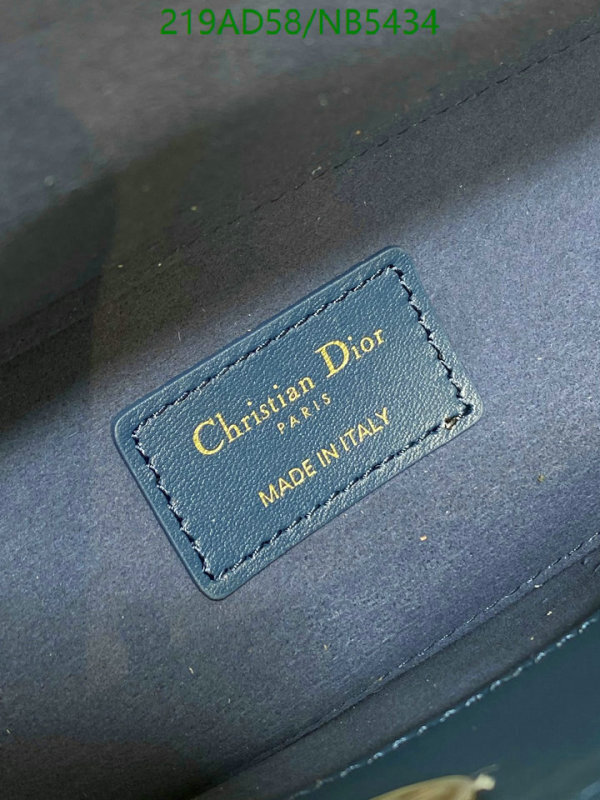 219AD58/NB5434
Christian Dior
PARIS
MADE IN ITALY